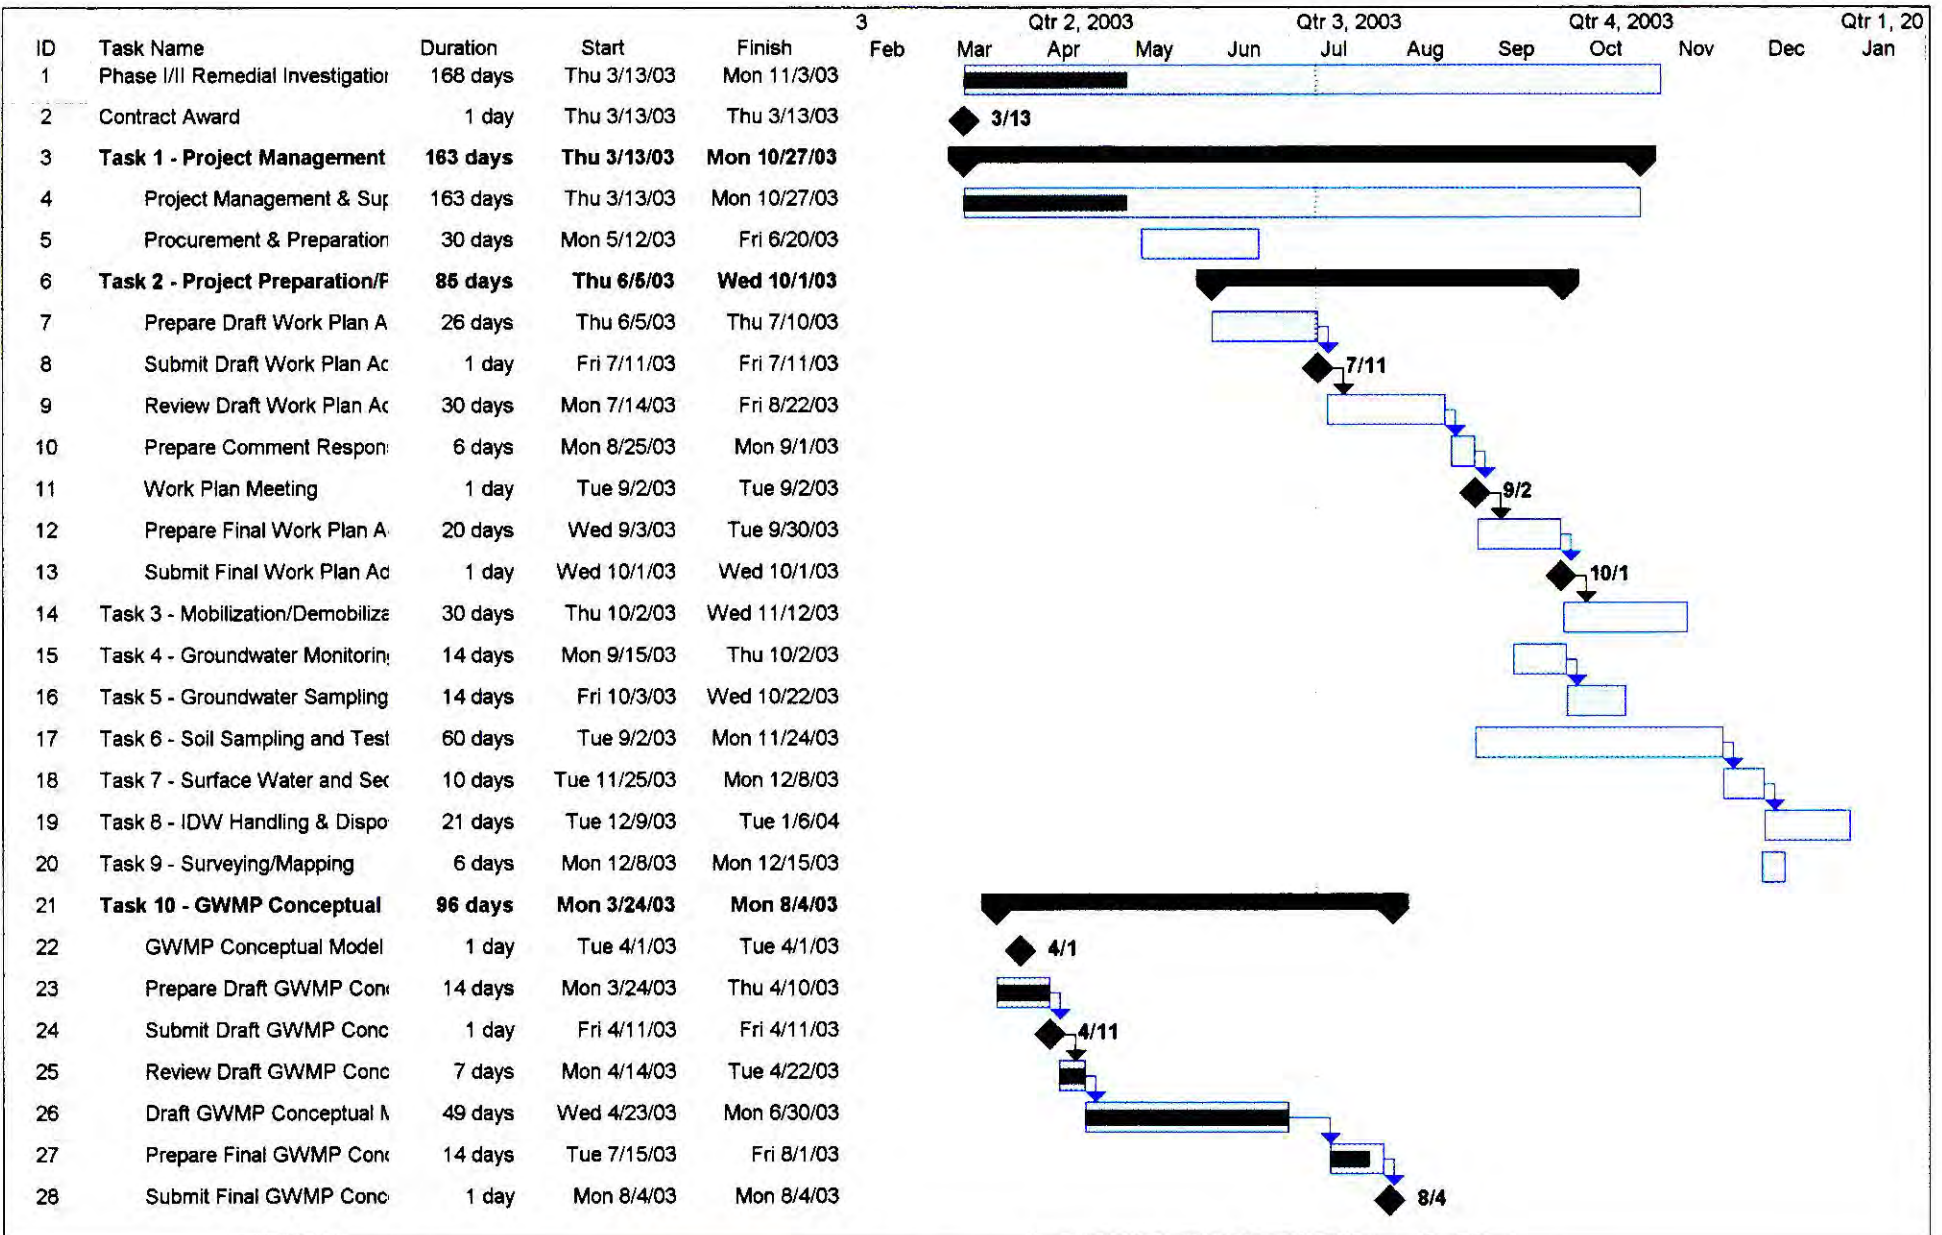 3 Qtr 2, 2003 Qtr 3, 2003 Qtr 4, 2003 Qtr 1, 20
ID Task Name Duration Start Finish Feb Mar Apr May Jun Jul Aug Sep Oct Nov Dec Jan
1 Phase I/II Remedial Investigation 168 days Thu 3/13/03 Mon 11/3/03
2 Contract Award 1 day Thu 3/13/03 Thu 3/13/03 3/13
3 Task 1 - Project Management 163 days Thu 3/13/03 Mon 10/27/03
4 Project Management & Sup 163 days Thu 3/13/03 Mon 10/27/03
5 Procurement & Preparation 30 days Mon 5/12/03 Fri 6/20/03
6 Task 2 - Project Preparation/P 85 days Thu 6/5/03 Wed 10/1/03
7 Prepare Draft Work Plan A 26 days Thu 6/5/03 Thu 7/10/03
8 Submit Draft Work Plan Ad 1 day Fri 7/11/03 Fri 7/11/03 7/11
9 Review Draft Work Plan Ad 30 days Mon 7/14/03 Fri 8/22/03
10 Prepare Comment Respon 6 days Mon 8/25/03 Mon 9/1/03
11 Work Plan Meeting 1 day Tue 9/2/03 Tue 9/2/03 9/2
12 Prepare Final Work Plan A 20 days Wed 9/3/03 Tue 9/30/03
13 Submit Final Work Plan Ad 1 day Wed 10/1/03 Wed 10/1/03 10/1
14 Task 3 - Mobilization/Demobiliza 30 days Thu 10/2/03 Wed 11/12/03
15 Task 4 - Groundwater Monitoring 14 days Mon 9/15/03 Thu 10/2/03
16 Task 5 - Groundwater Sampling 14 days Fri 10/3/03 Wed 10/22/03
17 Task 6 - Soil Sampling and Test 60 days Tue 9/2/03 Mon 11/24/03
18 Task 7 - Surface Water and Sed 10 days Tue 11/25/03 Mon 12/8/03
19 Task 8 - IDW Handling & Dispo 21 days Tue 12/9/03 Tue 1/6/04
20 Task 9 - Surveying/Mapping 6 days Mon 12/8/03 Mon 12/15/03
21 Task 10 - GWMP Conceptual 96 days Mon 3/24/03 Mon 8/4/03
22 GWMP Conceptual Model 1 day Tue 4/1/03 Tue 4/1/03 4/1
23 Prepare Draft GWMP Conc 14 days Mon 3/24/03 Thu 4/10/03
24 Submit Draft GWMP Conc 1 day Fri 4/11/03 Fri 4/11/03 4/11
25 Review Draft GWMP Conc 7 days Mon 4/14/03 Tue 4/22/03
26 Draft GWMP Conceptual M 49 days Wed 4/23/03 Mon 6/30/03
27 Prepare Final GWMP Conc 14 days Tue 7/15/03 Fri 8/1/03
28 Submit Final GWMP Conc 1 day Mon 8/4/03 Mon 8/4/03 8/4